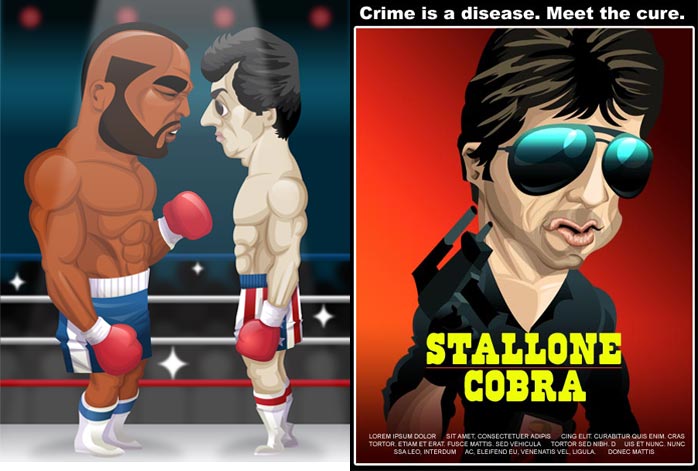 Crime is a disease. Meet the cure.
STALLONE
COBRA
LOREM IPSUM DOLOR SIT AMET, CONSECTETUER ADIPIS CING ELIT. CURABITUR QUIS ENIM. CRAS
TORTOR. ETIAM ET ERAT. FUSCE MATTIS. SED VEHICULA TORTOR SED NIBH. D UIS ET NUNC. NUNC
SSA LEO, INTERDUM AC, ELEIFEND EU, VENENATIS VEL, LIGULA. DONEC MATTIS